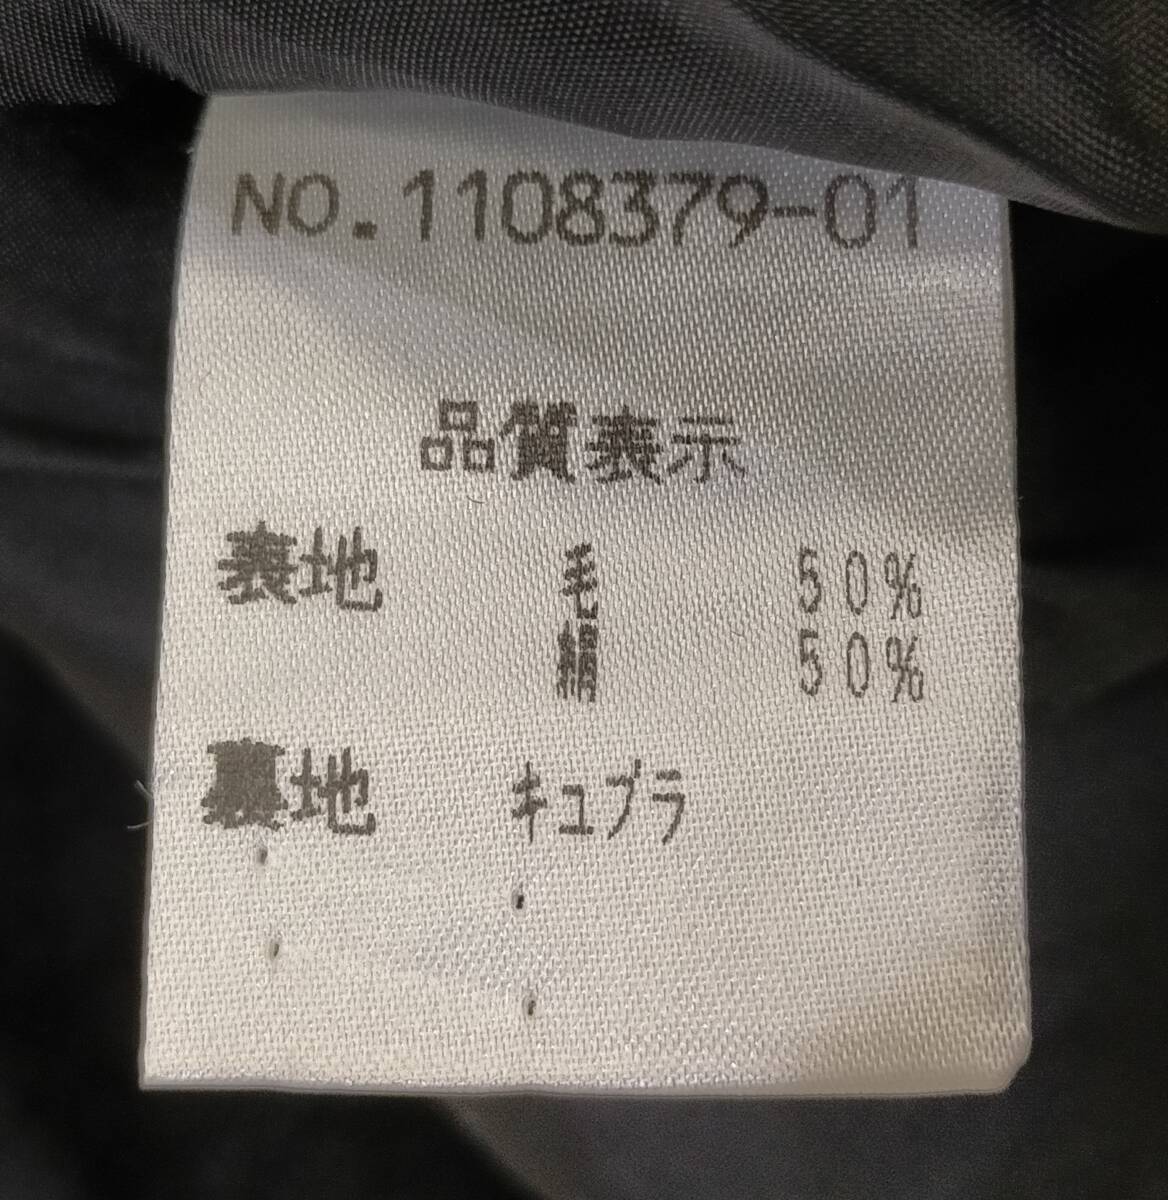 NO.1108379-01
品質表示
表地 毛 50%
絹 50%
裏地 キュプラ